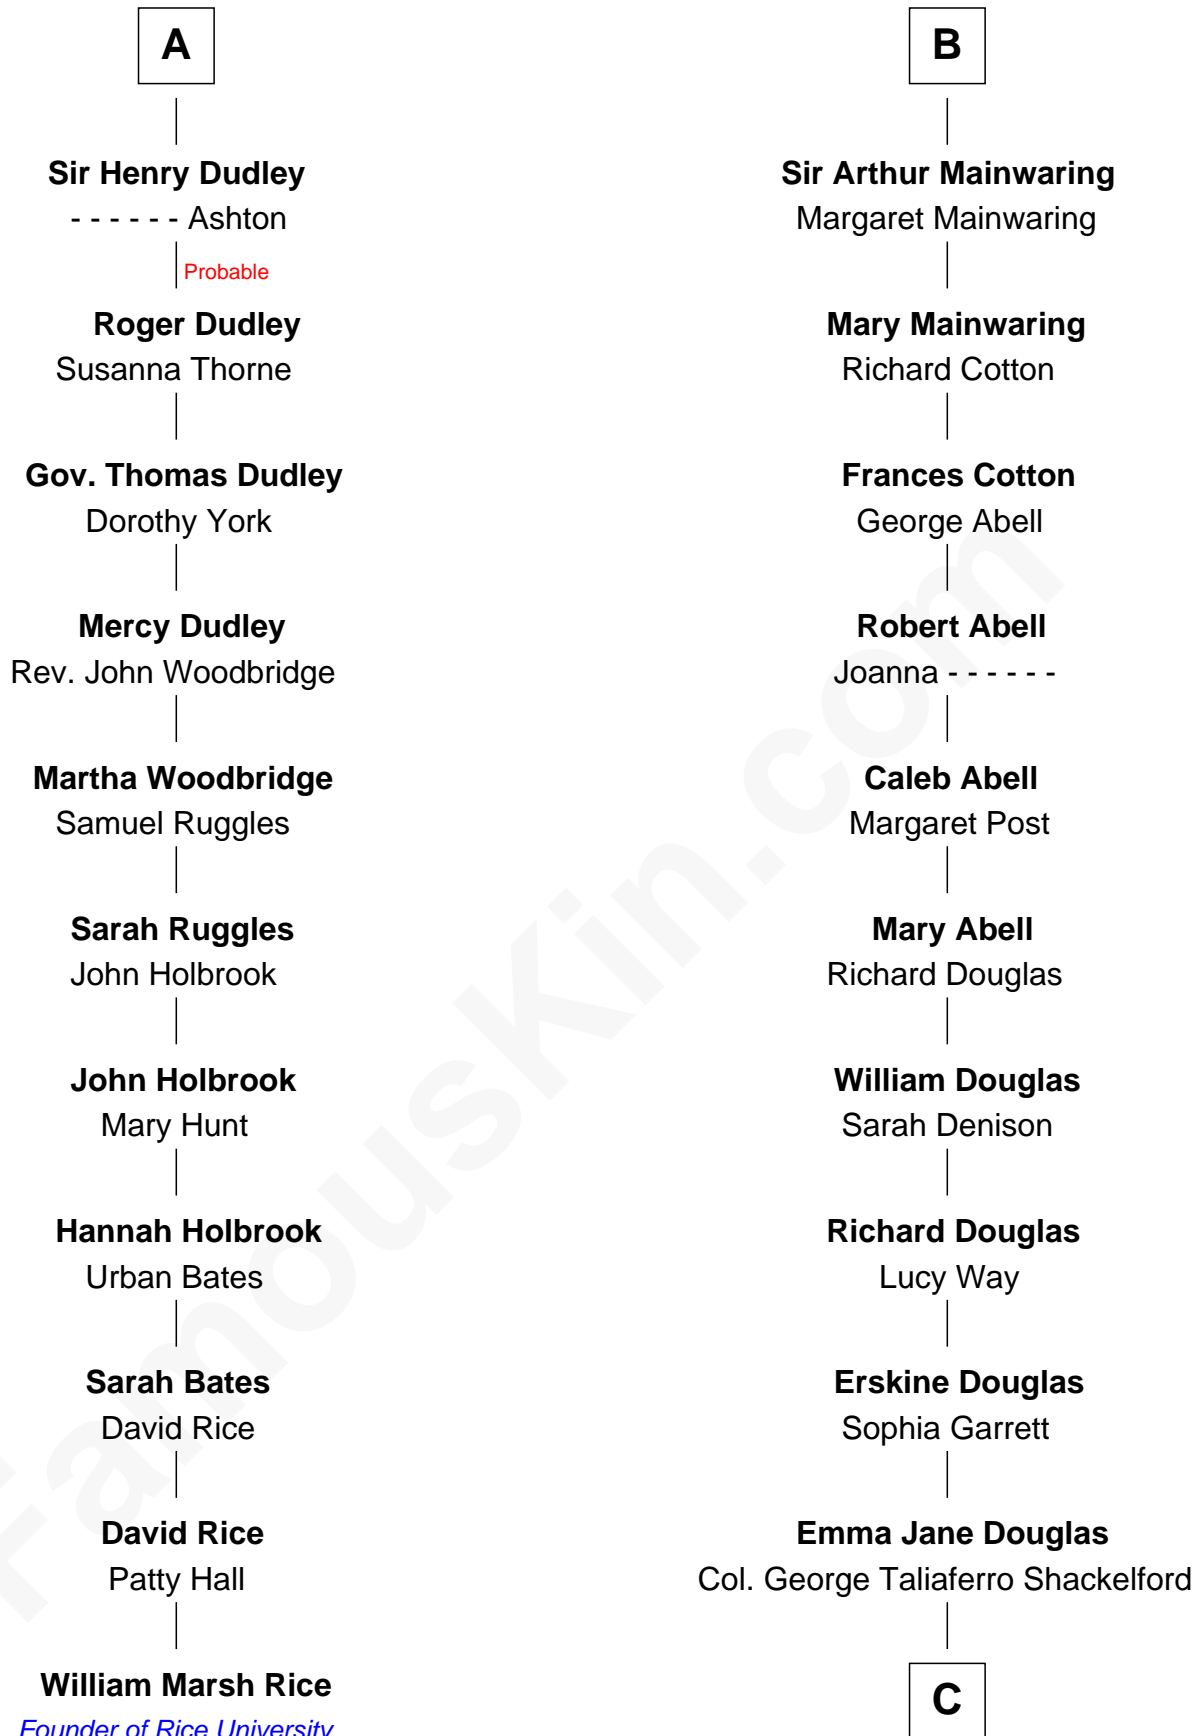 A
Sir Henry Dudley
- - - - - - Ashton
Probable
Roger Dudley
Susanna Thorne
Gov. Thomas Dudley
Dorothy York
Mercy Dudley
Rev. John Woodbridge
Martha Woodbridge
Samuel Ruggles
Sarah Ruggles
John Holbrook
John Holbrook
Mary Hunt
Hannah Holbrook
Urban Bates
Sarah Bates
David Rice
David Rice
Patty Hall
William Marsh Rice
Founder of Rice University
B
Sir Arthur Mainwaring
Margaret Mainwaring
Mary Mainwaring
Richard Cotton
Frances Cotton
George Abell
Robert Abell
Joanna - - - - - -
Caleb Abell
Margaret Post
Mary Abell
Richard Douglas
William Douglas
Sarah Denison
Richard Douglas
Lucy Way
Erskine Douglas
Sophia Garrett
Emma Jane Douglas
Col. George Taliaferro Shackelford
C
FamousKin.com